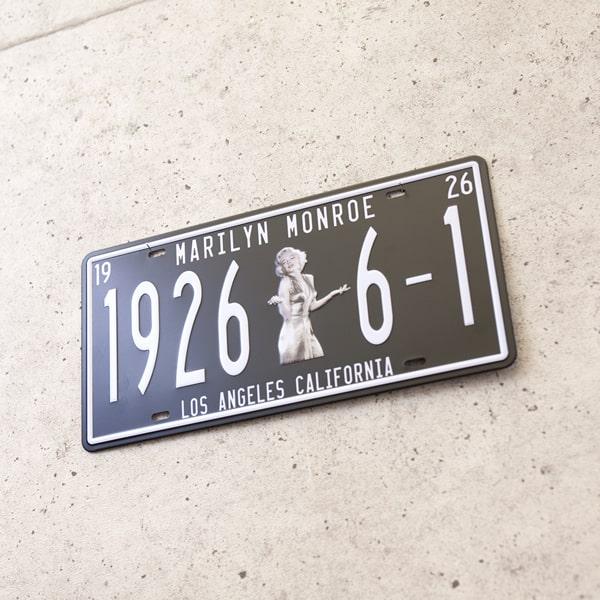 MARILYN MONROE
19 26
1926 6-1
LOS ANGELES CALIFORNIA